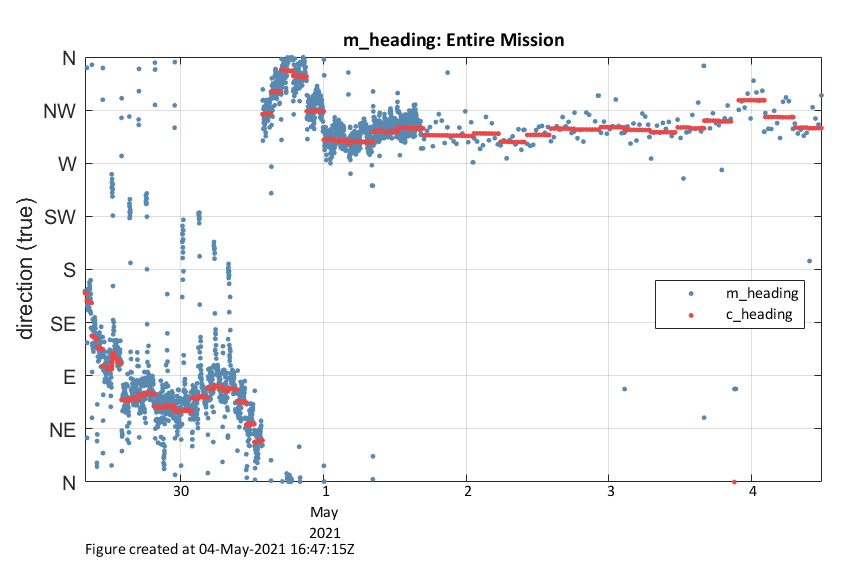 m_heading: Entire Mission
N
NW
W
SW
S
SE
E
NE
N
direction (true)
m_heading
c_heading
30 1 2 3 4
May
2021
Figure created at 04-May-2021 16:47:15Z